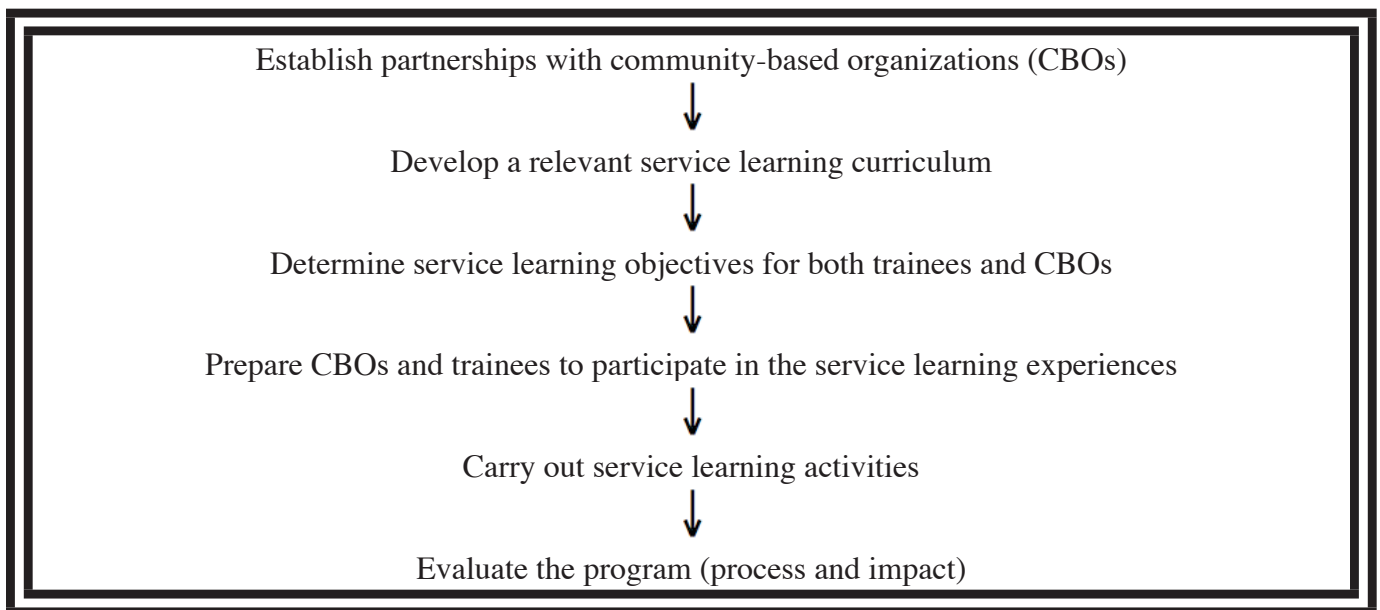 Establish partnerships with community-based organizations (CBOs)
Develop a relevant service learning curriculum
Determine service learning objectives for both trainees and CBOs
Prepare CBOs and trainees to participate in the service learning experiences
Carry out service learning activities
Evaluate the program (process and impact)